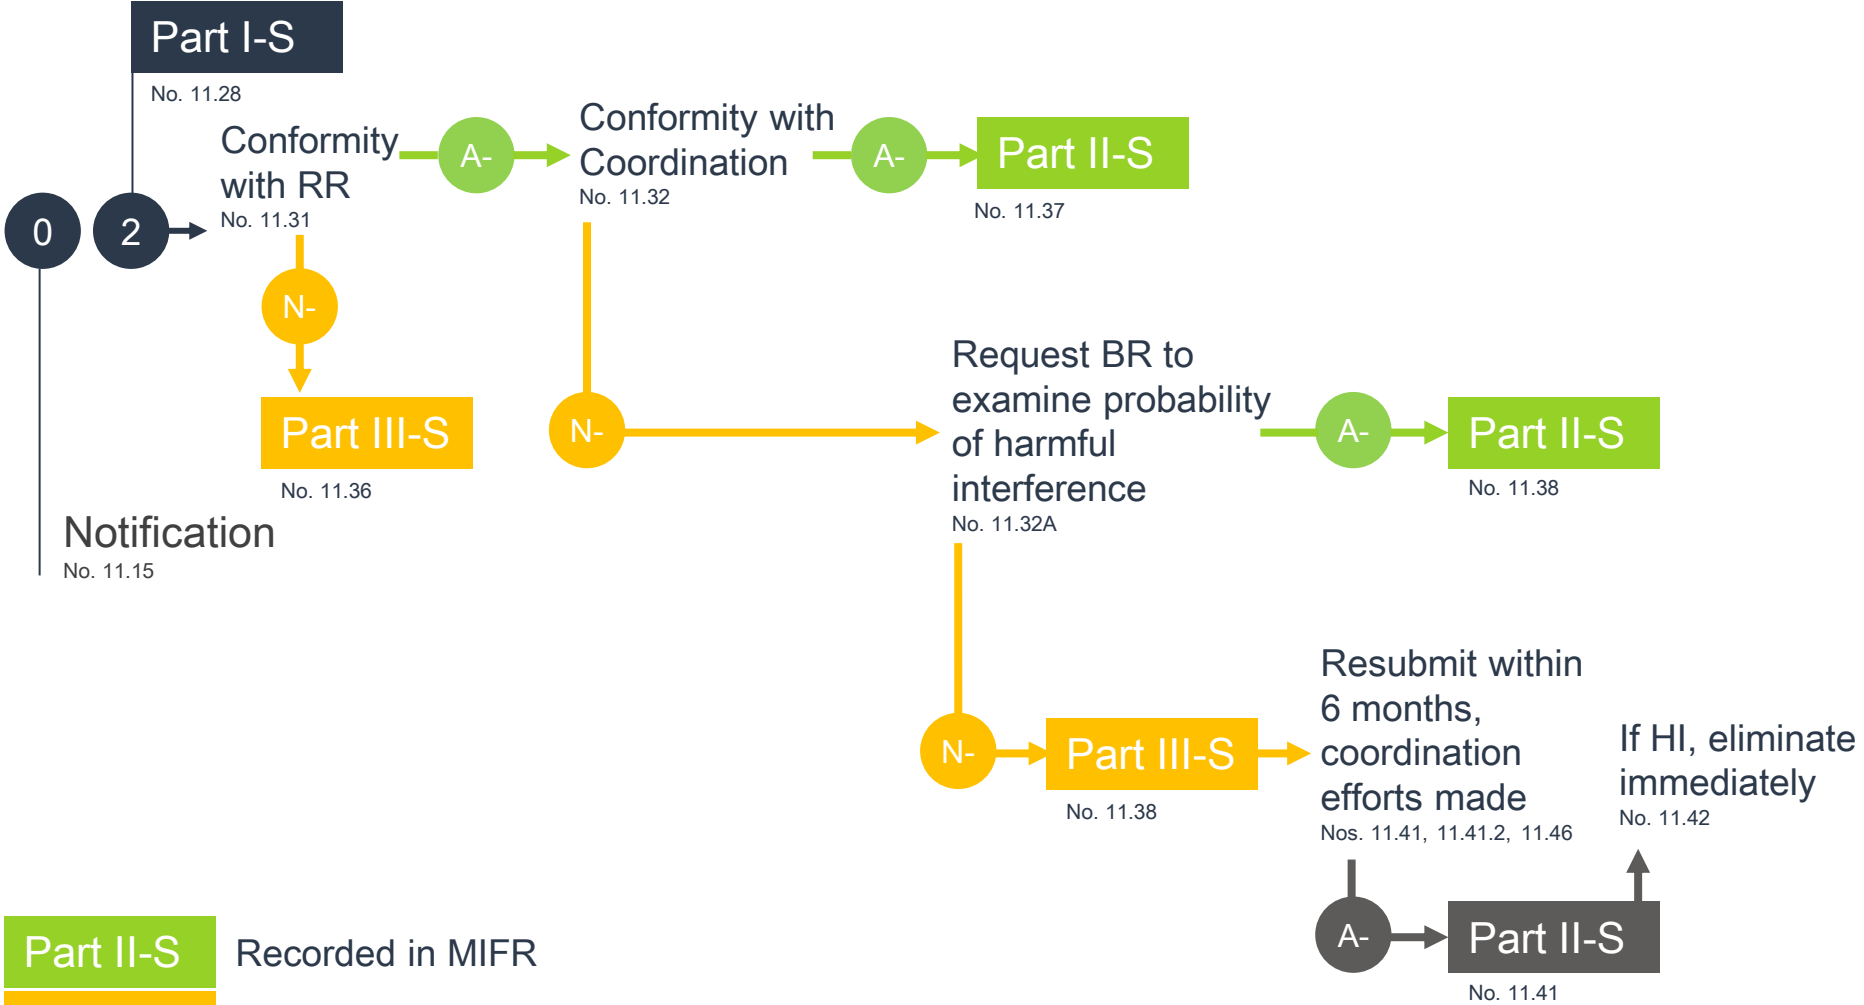 Part I-S
No. 11.28
Conformity
with RR
No. 11.31
A-
Conformity with
Coordination
No. 11.32
A-
Part II-S
No. 11.37
0
2
N-
Part III-S
No. 11.36
Notification
No. 11.15
N-
Request BR to
examine probability
of harmful
interference
No. 11.32A
A-
Part II-S
No. 11.38
N-
Part III-S
No. 11.38
Resubmit within
6 months,
coordination
efforts made
Nos. 11.41, 11.41.2, 11.46
If HI, eliminate
immediately
No. 11.42
A-
Part II-S
No. 11.41
Part II-S
Recorded in MIFR